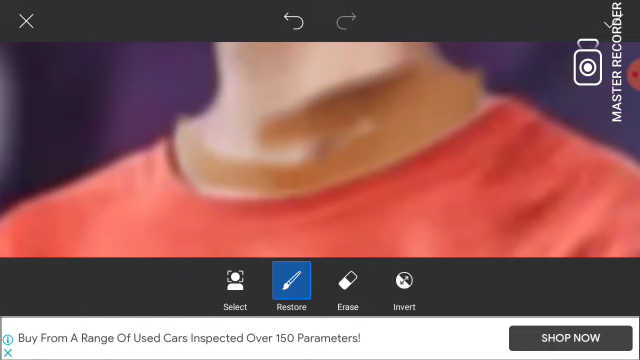 MASTER RECORDER
Select
Restore
Erase
Invert
Buy From A Range Of Used Cars Inspected Over 150 Parameters!
SHOP NOW